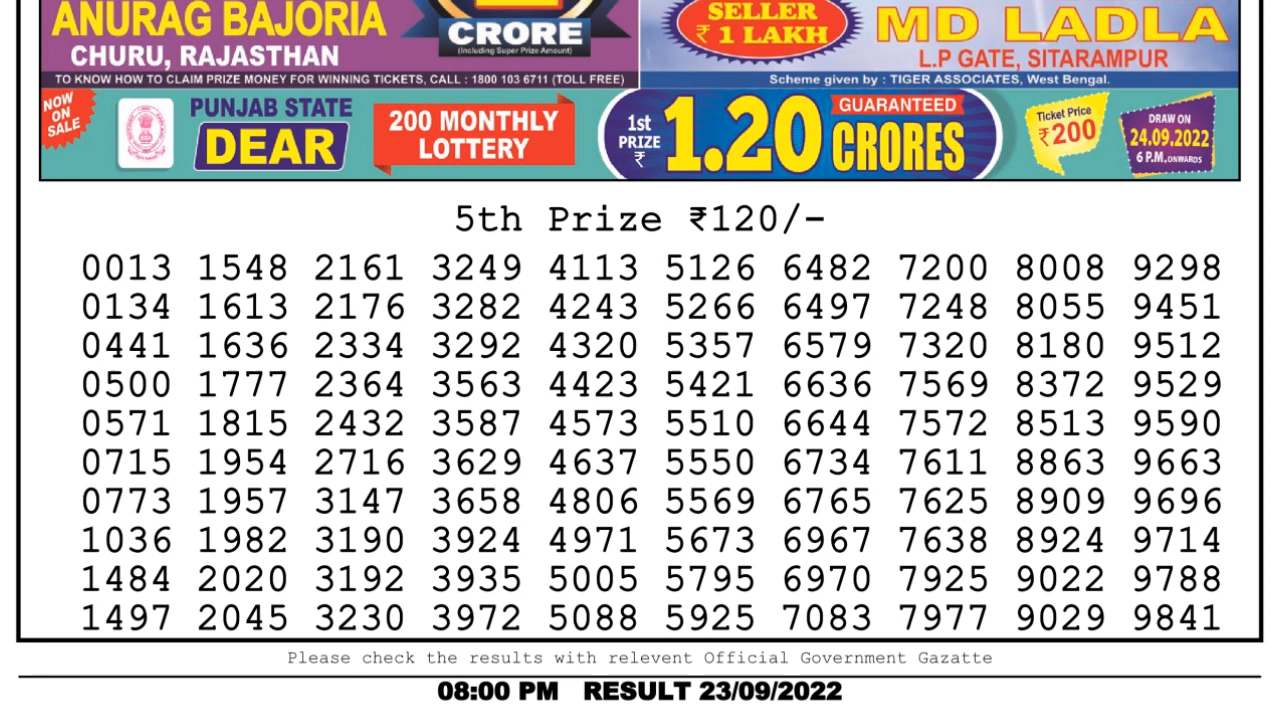 ANURAG BAJORIA
CHURU, RAJASTHAN
CRORE
(Including Super Prize Amount)
TO KNOW HOW TO CLAIM PRIZE MONEY FOR WINNING TICKETS, CALL : 1800 103 6711 (TOLL FREE)
SELLER
₹ 1 LAKH
MD LADLA
L.P GATE, SITARAMPUR
Scheme given by : TIGER ASSOCIATES, West Bengal.
NOW
ON
SALE
PUNJAB STATE
DEAR
200 MONTHLY
LOTTERY
1st
PRIZE
₹
1.20
GUARANTEED
CRORES
Ticket Price
₹200
DRAW ON
24.09.2022
6 P.M, ONWARDS
5th Prize ₹120/-
0013 1548 2161 3249 4113 5126 6482 7200 8008 9298
0134 1613 2176 3282 4243 5266 6497 7248 8055 9451
0441 1636 2334 3292 4320 5357 6579 7320 8180 9512
0500 1777 2364 3563 4423 5421 6636 7569 8372 9529
0571 1815 2432 3587 4573 5510 6644 7572 8513 9590
0715 1954 2716 3629 4637 5550 6734 7611 8863 9663
0773 1957 3147 3658 4806 5569 6765 7625 8909 9696
1036 1982 3190 3924 4971 5673 6967 7638 8924 9714
1484 2020 3192 3935 5005 5795 6970 7925 9022 9788
1497 2045 3230 3972 5088 5925 7083 7977 9029 9841
Please check the results with relevent Official Government Gazatte
08:00 PM RESULT 23/09/2022